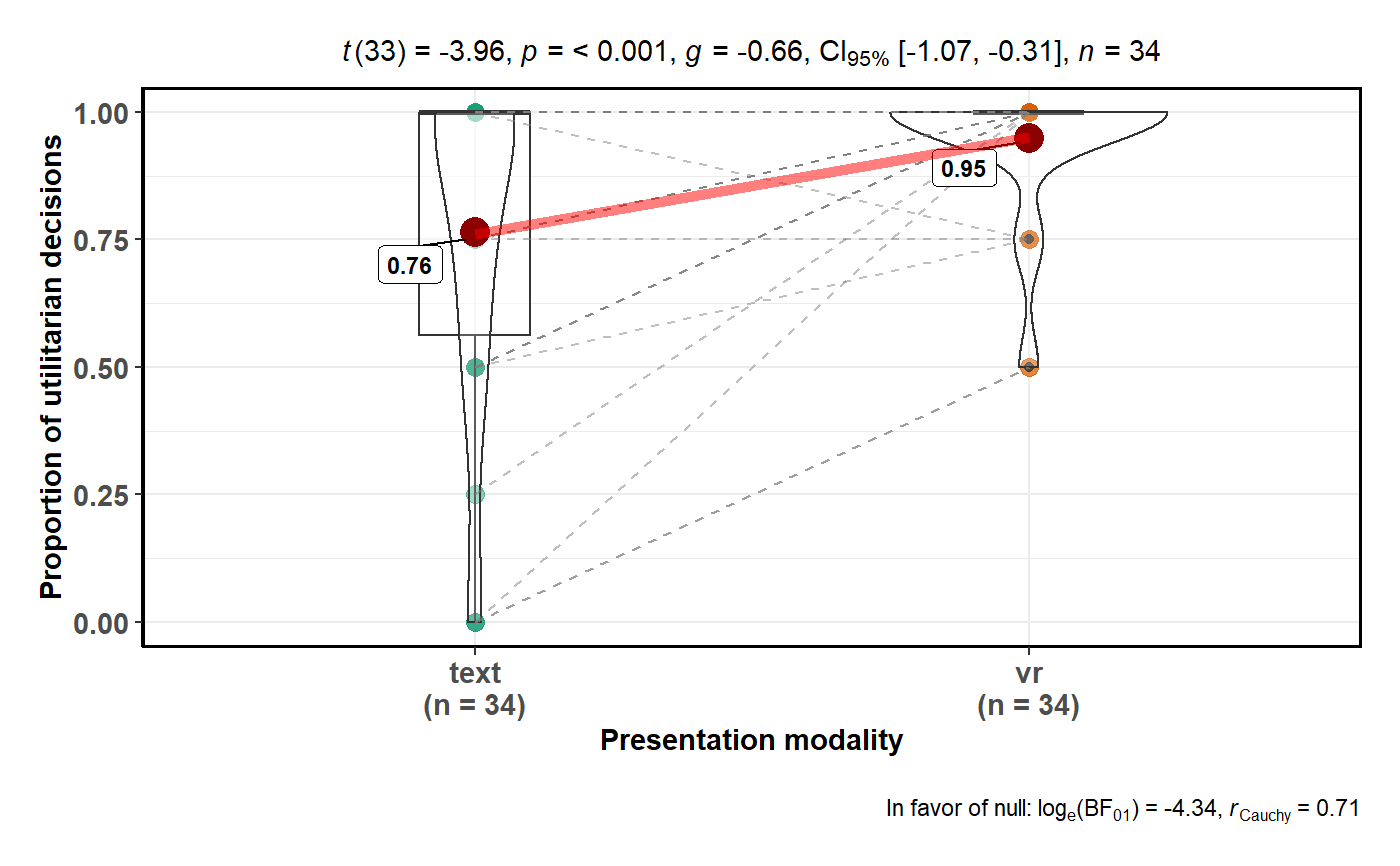 t(33) = -3.96, p = < 0.001, g = -0.66, CI95% [-1.07, -0.31], n = 34
Proportion of utilitarian decisions
1.00
0.75
0.50
0.25
0.00
0.76
0.95
text
(n = 34)
vr
(n = 34)
Presentation modality
In favor of null: loge(BF01) = -4.34, rCauchy = 0.71